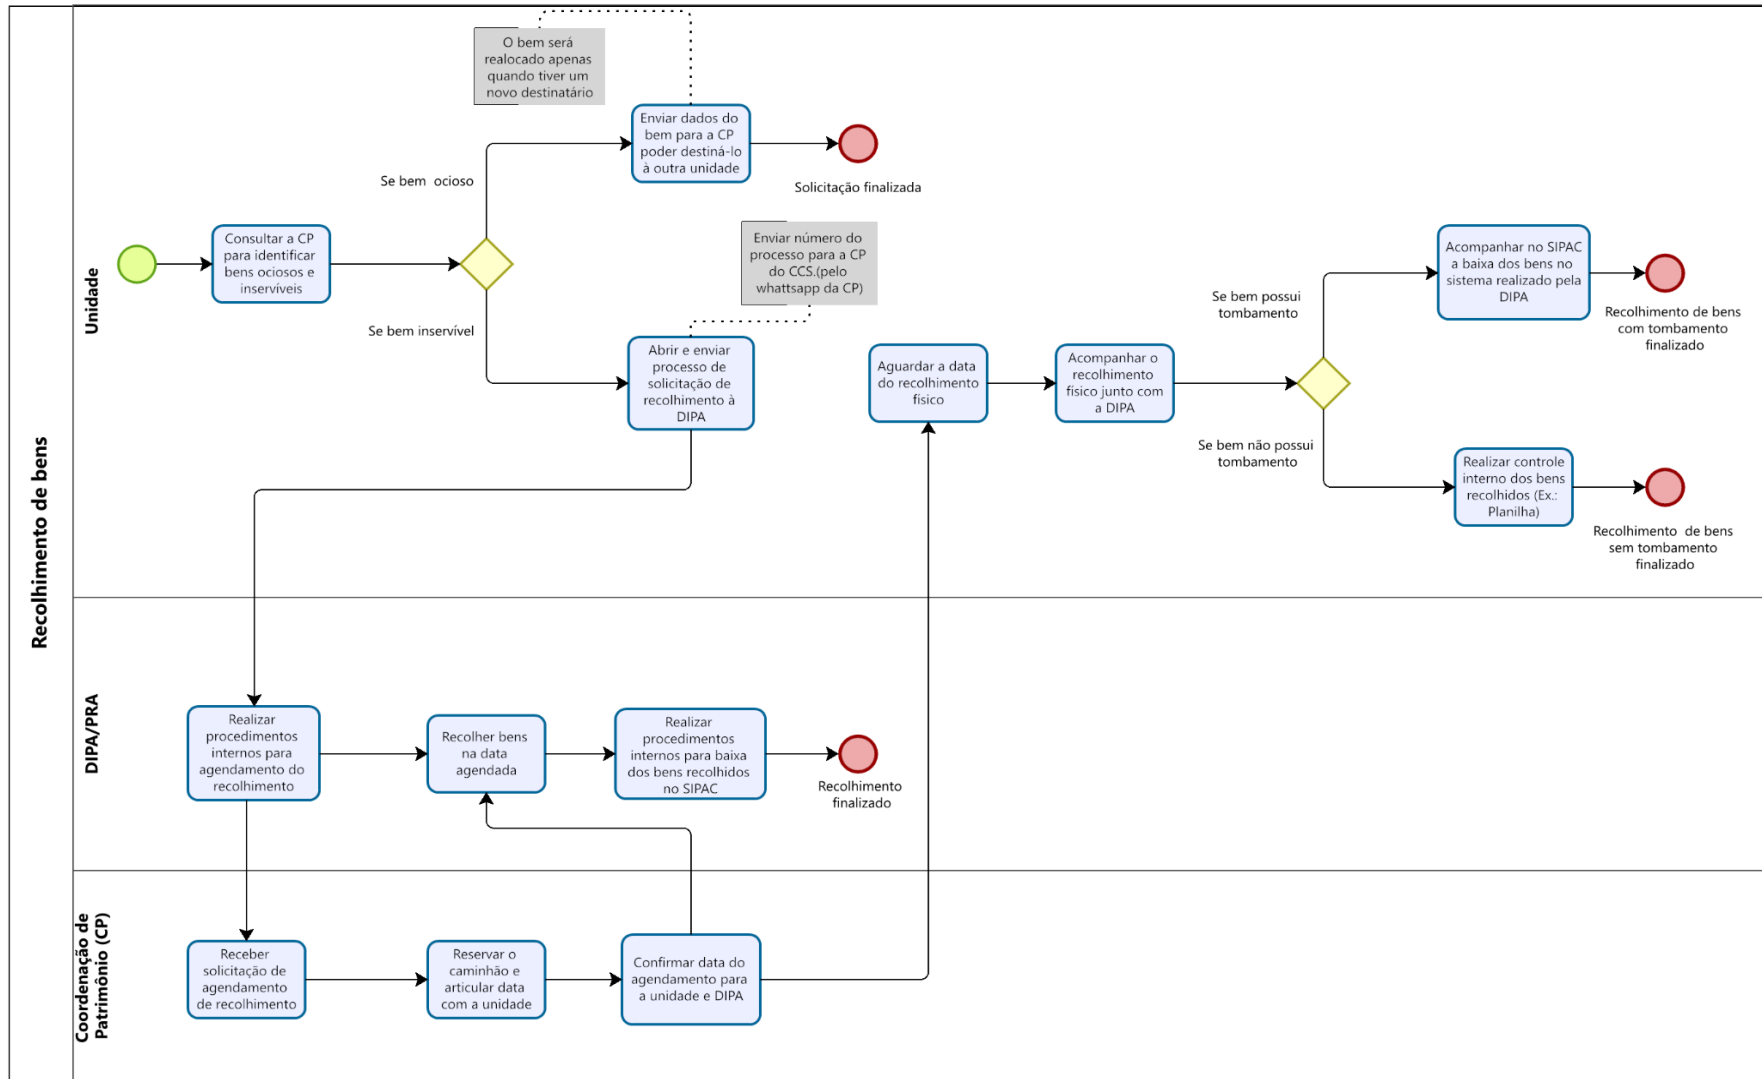 Recolhimento de bens
Unidade
O bem será
realocado apenas
quando tiver um
novo destinatário
Enviar dados do
bem para a CP
poder destiná-lo
à outra unidade
Se bem  ocioso
Solicitação finalizada
Consultar a CP
para identificar
bens ociosos e
inservíveis
Enviar número do
processo para a CP
do CCS.(pelo
whattsapp da CP)
Se bem inservível
Abrir e enviar
processo de
solicitação de
recolhimento à
DIPA
Aguardar a data
do recolhimento
físico
Acompanhar o
recolhimento
físico junto com
a DIPA
Se bem possui
tombamento
Acompanhar no SIPAC
a baixa dos bens no
sistema realizado pela
DIPA
Recolhimento de bens
com tombamento
finalizado
Se bem não possui
tombamento
Realizar controle
interno dos bens
recolhidos (Ex.:
Planilha)
Recolhimento  de bens
sem tombamento
finalizado
DIPA/PRA
Realizar
procedimentos
internos para
agendamento do
recolhimento
Recolher bens
na data
agendada
Realizar
procedimentos
internos para baixa
dos bens recolhidos
no SIPAC
Recolhimento
finalizado
Coordenação de
Patrimônio (CP)
Receber
solicitação de
agendamento
de recolhimento
Reservar o
caminhão e
articular data
com a unidade
Confirmar data do
agendamento para
a unidade e DIPA